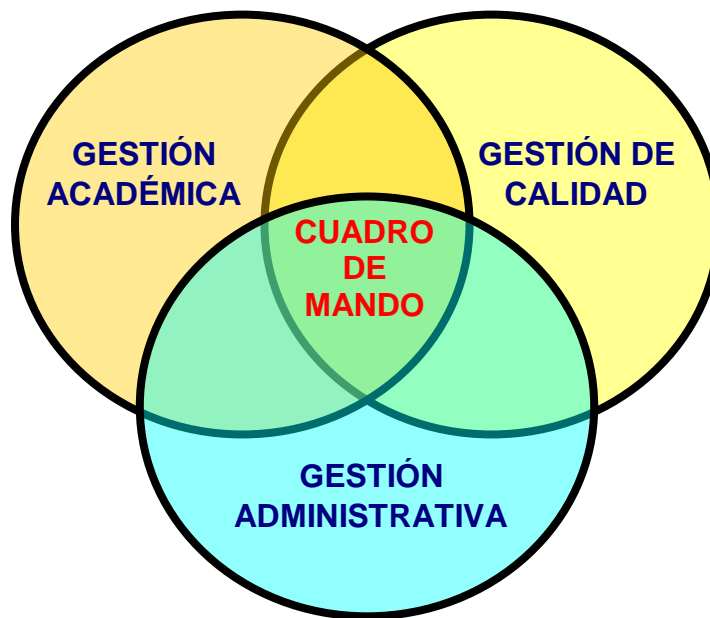 GESTIÓN
ACADÉMICA
GESTIÓN DE
CALIDAD
CUADRO
DE
MANDO
GESTIÓN
ADMINISTRATIVA